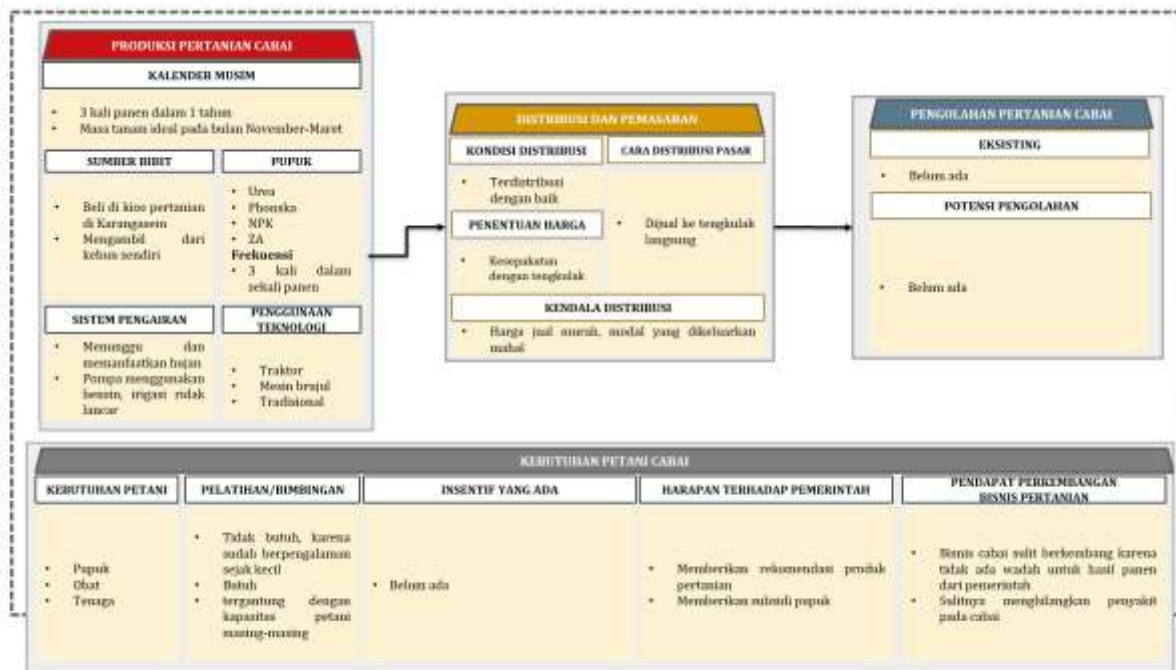 PRODUKSI PERTANIAN CABAI
KALENDER MUSIM
• 3 kali panen dalam 1 tahun
• Masa tanam ideal pada bulan November-Maret
SUMBER BIBIT
• Beli di kios pertanian
di Karangasem
• Mengambil dari
kebun sendiri
PUPUK
• Urea
• Phonska
• NPK
• ZA
Frekuensi
• 3 kali dalam
sekali panen
SISTEM PENGAIRAN
• Menunggu dan
memanfaatkan hujan
• Pompa menggunakan
bensin, irigasi ridak
lancar
PENGGUNAAN
TEKNOLOGI
• Traktor
• Mesin brujul
• Tradisional
DISTRIBUSI DAN PEMASARAN
KONDISI DISTRIBUSI
• Terdistribusi
dengan baik
PENENTUAN HARGA
• Kesepakatan
dengan tengkulak
CARA DISTRIBUSI PASAR
• Dijual ke tengkulak
langsung
KENDALA DISTRIBUSI
• Harga jual murah, modal yang dikeluarkan
mahal
PENGOLAHAN PERTANIAN CABAI
EKSISTING
• Belum ada
POTENSI PENGOLAHAN
• Belum ada
KEBUTUHAN PETANI CABAI
KEBUTUHAN PETANI
• Pupuk
• Obat
• Tenaga
PELATIHAN/BIMBINGAN
• Tidak butuh, karena
sudah berpengalaman
sejak kecil
• Butuh
• tergantung dengan
kapasitas petani
masing-masing
INSENTIF YANG ADA
• Belum ada
HARAPAN TERHADAP PEMERINTAH
• Memberikan rekomendasi produk
pertanian
• Memberikan subsidi pupuk
PENDAPAT PERKEMBANGAN
BISNIS PERTANIAN
• Bisnis cabai sulit berkembang karena
tidak ada wadah untuk hasil panen
dari pemerintah
• Sulitnya menghilangkan penyakit
pada cabai